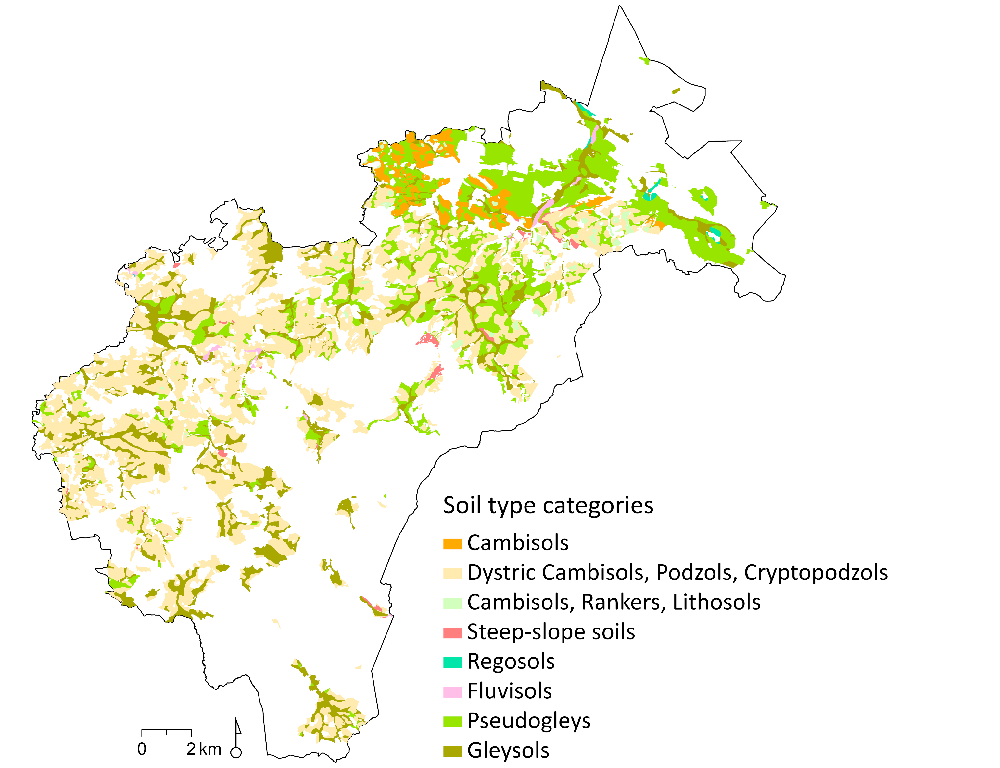 Soil type categories
Cambisols
Dystric Cambisols, Podzols, Cryptopodzols
Cambisols, Rankers, Lithosols
Steep-slope soils
Regosols
Fluvisols
Pseudogleys
Gleysols
0 2 km